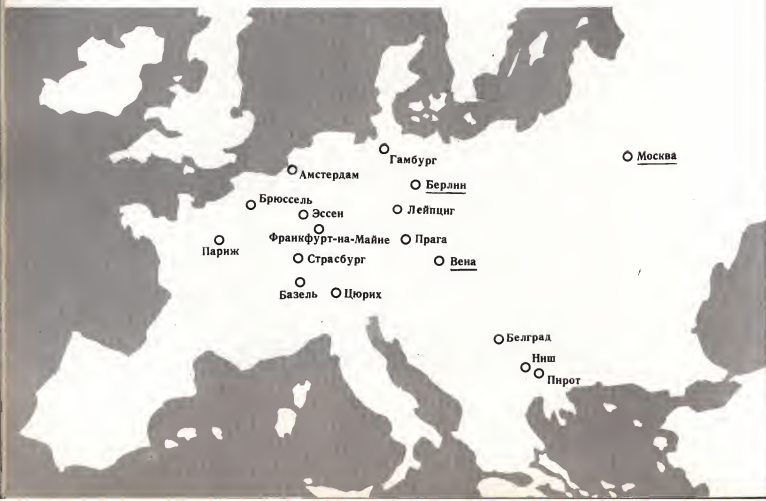 Москва
Гамбург
Амстердам
Берлин
Брюссель
Эссен
Лейпциг
Франкфурт-на-Майне
Прага
Париж
Страсбург
Вена
Базель
Цюрих
Белград
Ниш
Пирот